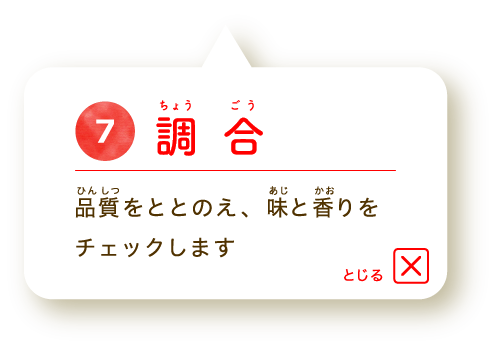 ちょう ごう
7 調合
ひんしつ あじ かお
品質をととのえ、味と香りを
チェックします
とじる